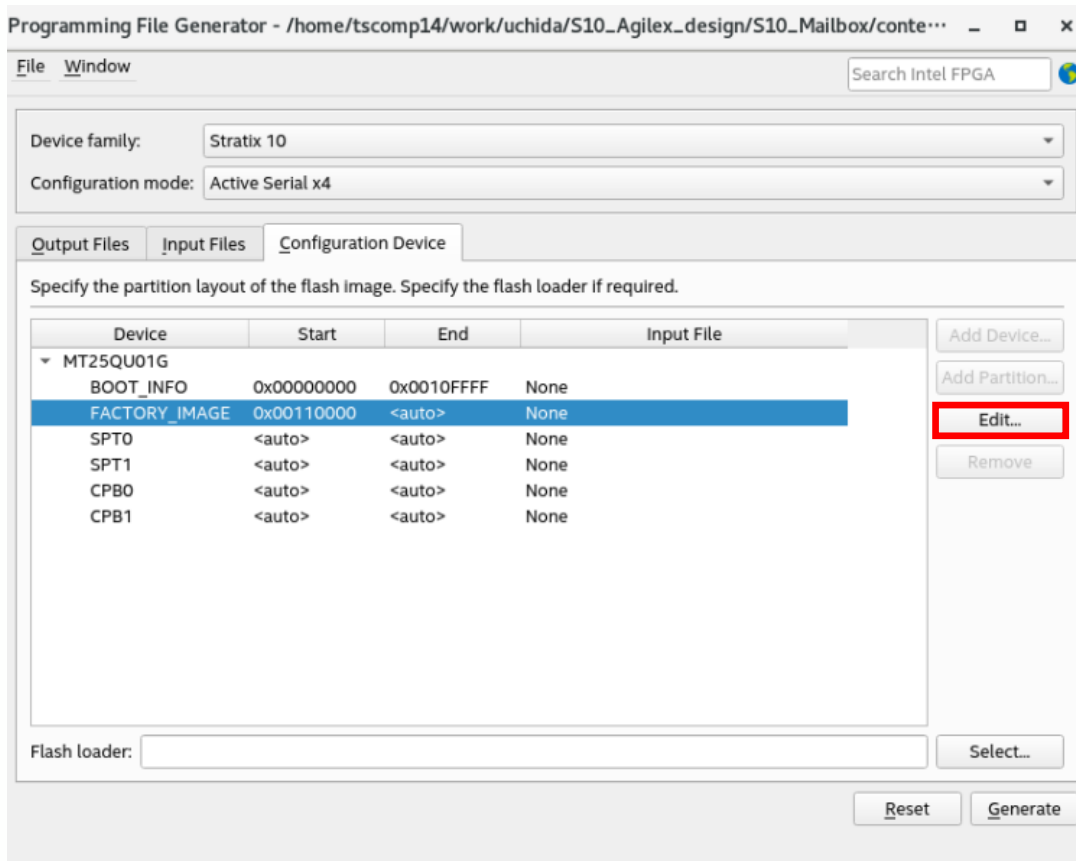 Programming File Generator - /home/tscomp14/work/uchida/S10_Agilex_design/S10_Mailbox/conte⋯
File Window Search Intel FPGA
Device family: Stratix 10
Configuration mode: Active Serial x4
Output Files Input Files Configuration Device
Specify the partition layout of the flash image. Specify the flash loader if required.
Device Start End Input File Add Device...
MT25QU01G
BOOT_INFO 0x00000000 0x0010FFFF None Add Partition...
FACTORY_IMAGE 0x00110000 <auto> None Edit...
SPT0 <auto> <auto> None
SPT1 <auto> <auto> None Remove
CPB0 <auto> <auto> None
CPB1 <auto> <auto> None
Flash loader: Select...
Reset Generate